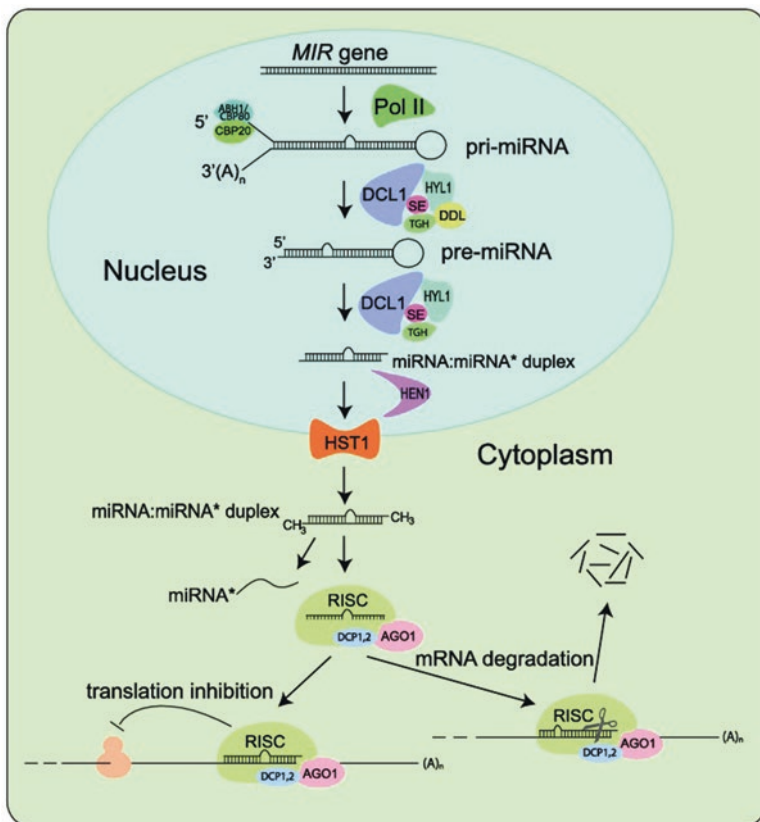 MIR gene
Pol II
ABH1/
CBP80
5'
CBP20
3'(A)n
pri-miRNA
DCL1
HYL1
SE
TGH
DDL
5'
3'
pre-miRNA
Nucleus
DCL1
HYL1
SE
TGH
miRNA:miRNA* duplex
HEN1
HST1
Cytoplasm
miRNA:miRNA* duplex
CH3
CH3
miRNA*
RISC
DCP1,2
AGO1
mRNA degradation
translation inhibition
RISC
DCP1,2
AGO1
(A)n
RISC
DCP1,2
AGO1
(A)n